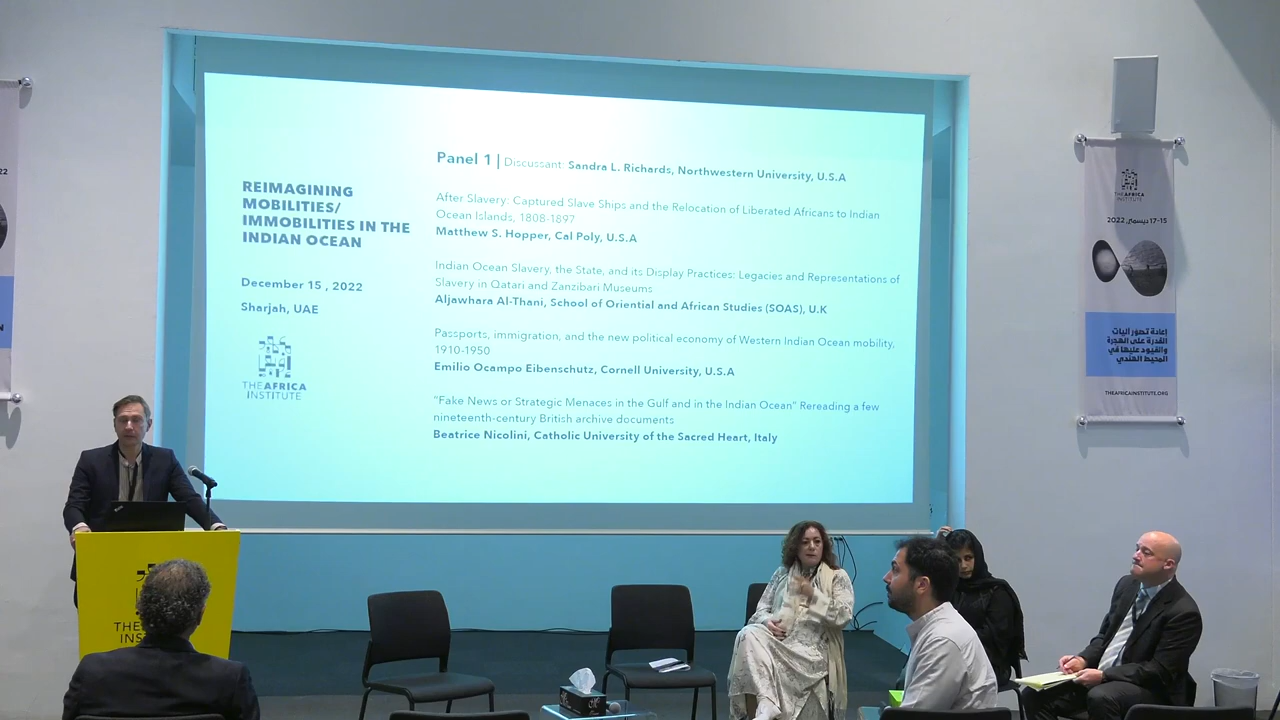 REIMAGINING
MOBILITIES/
IMMOBILITIES IN THE
INDIAN OCEAN
December 15 , 2022
Sharjah, UAE
THE AFRICA
INSTITUTE
Panel 1 | Discussant: Sandra L. Richards, Northwestern University, U.S.A
After Slavery: Captured Slave Ships and the Relocation of Liberated Africans to Indian
Ocean Islands, 1808-1897
Matthew S. Hopper, Cal Poly, U.S.A
Indian Ocean Slavery, the State, and its Display Practices: Legacies and Representations of
Slavery in Qatari and Zanzibari Museums
Aljawhara Al-Thani, School of Oriental and African Studies (SOAS), U.K
Passports, immigration, and the new political economy of Western Indian Ocean mobility,
1910-1950
Emilio Ocampo Eibenschutz, Cornell University, U.S.A
"Fake News or Strategic Menaces in the Gulf and in the Indian Ocean" Rereading a few
nineteenth-century British archive documents
Beatrice Nicolini, Catholic University of the Sacred Heart, Italy
THE AFRICA
INSTITUTE
15-17 ديسمبر, 2022
إعادة تصوّر آليات
القدرة على الهجرة
والقيود عليها في
المحيط الهندي
THEAFRICAINSTITUTE.ORG
22
N
THE
INS